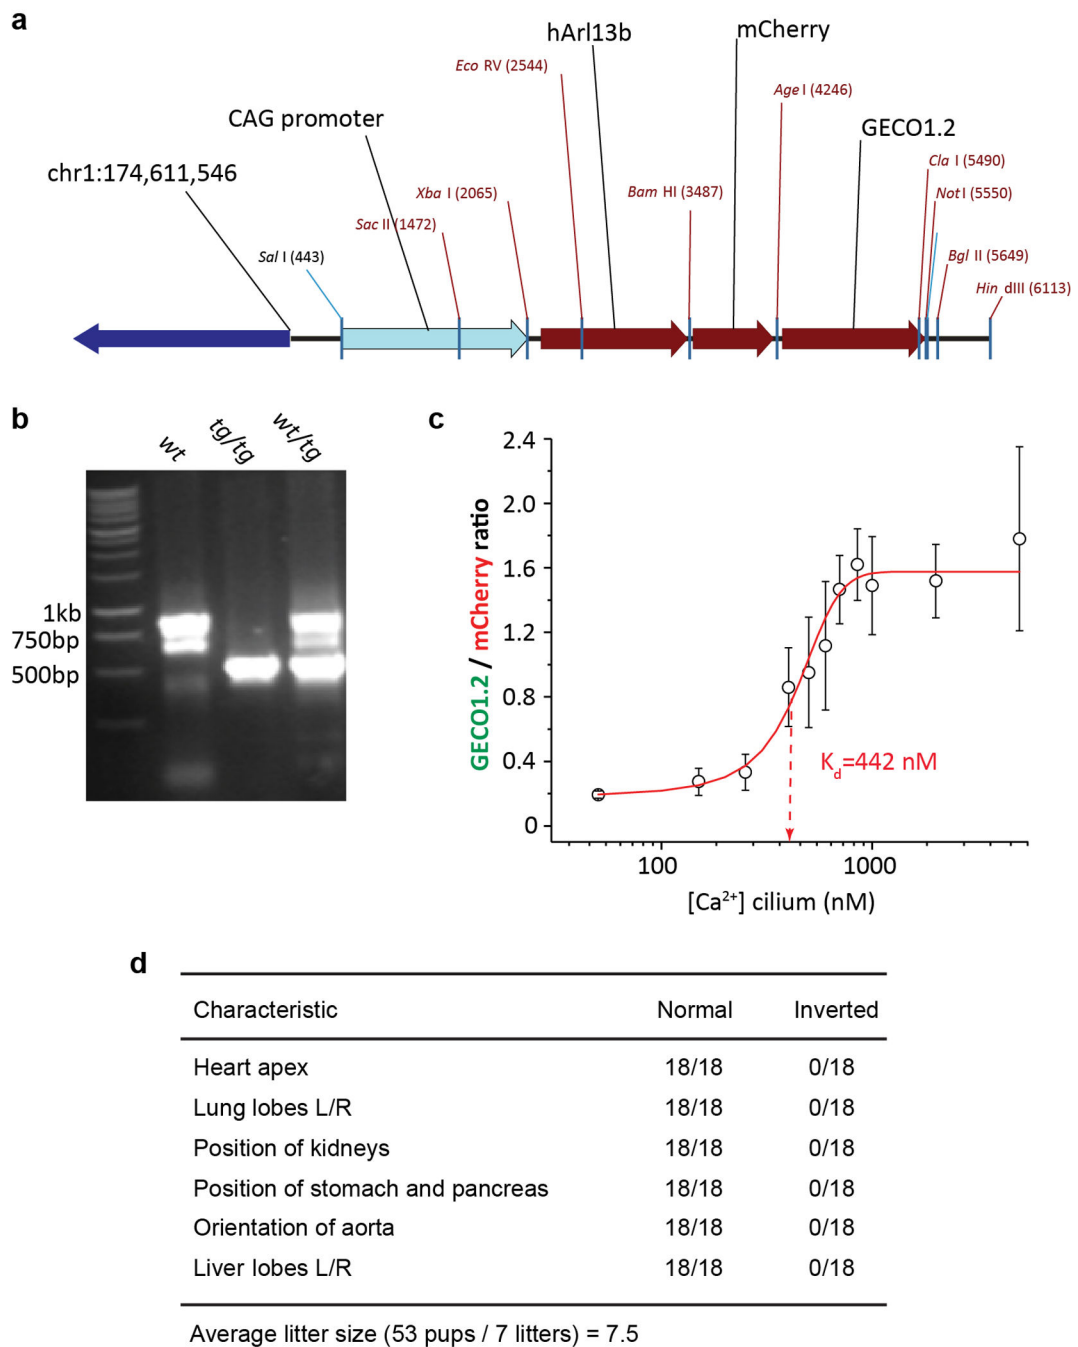 a
hArl13b
mCherry
Eco RV (2544)
Age I (4246)
CAG promoter
GECO1.2
chr1:174,611,546
Cla I (5490)
Xba I (2065)
Bam HI (3487)
Not I (5550)
Sac II (1472)
Sal I (443)
Bgl II (5649)
Hin dIII (6113)
b
wt
tg/tg
wt/tg
1kb
750bp
500bp
c
GECO1.2 / mCherry ratio
2.4
2.0
1.6
1.2
0.8
0.4
0
Kd=442 nM
100
1000
[Ca2+] cilium (nM)
d
Characteristic Normal Inverted
Heart apex 18/18 0/18
Lung lobes L/R 18/18 0/18
Position of kidneys 18/18 0/18
Position of stomach and pancreas 18/18 0/18
Orientation of aorta 18/18 0/18
Liver lobes L/R 18/18 0/18
Average litter size (53 pups / 7 litters) = 7.5